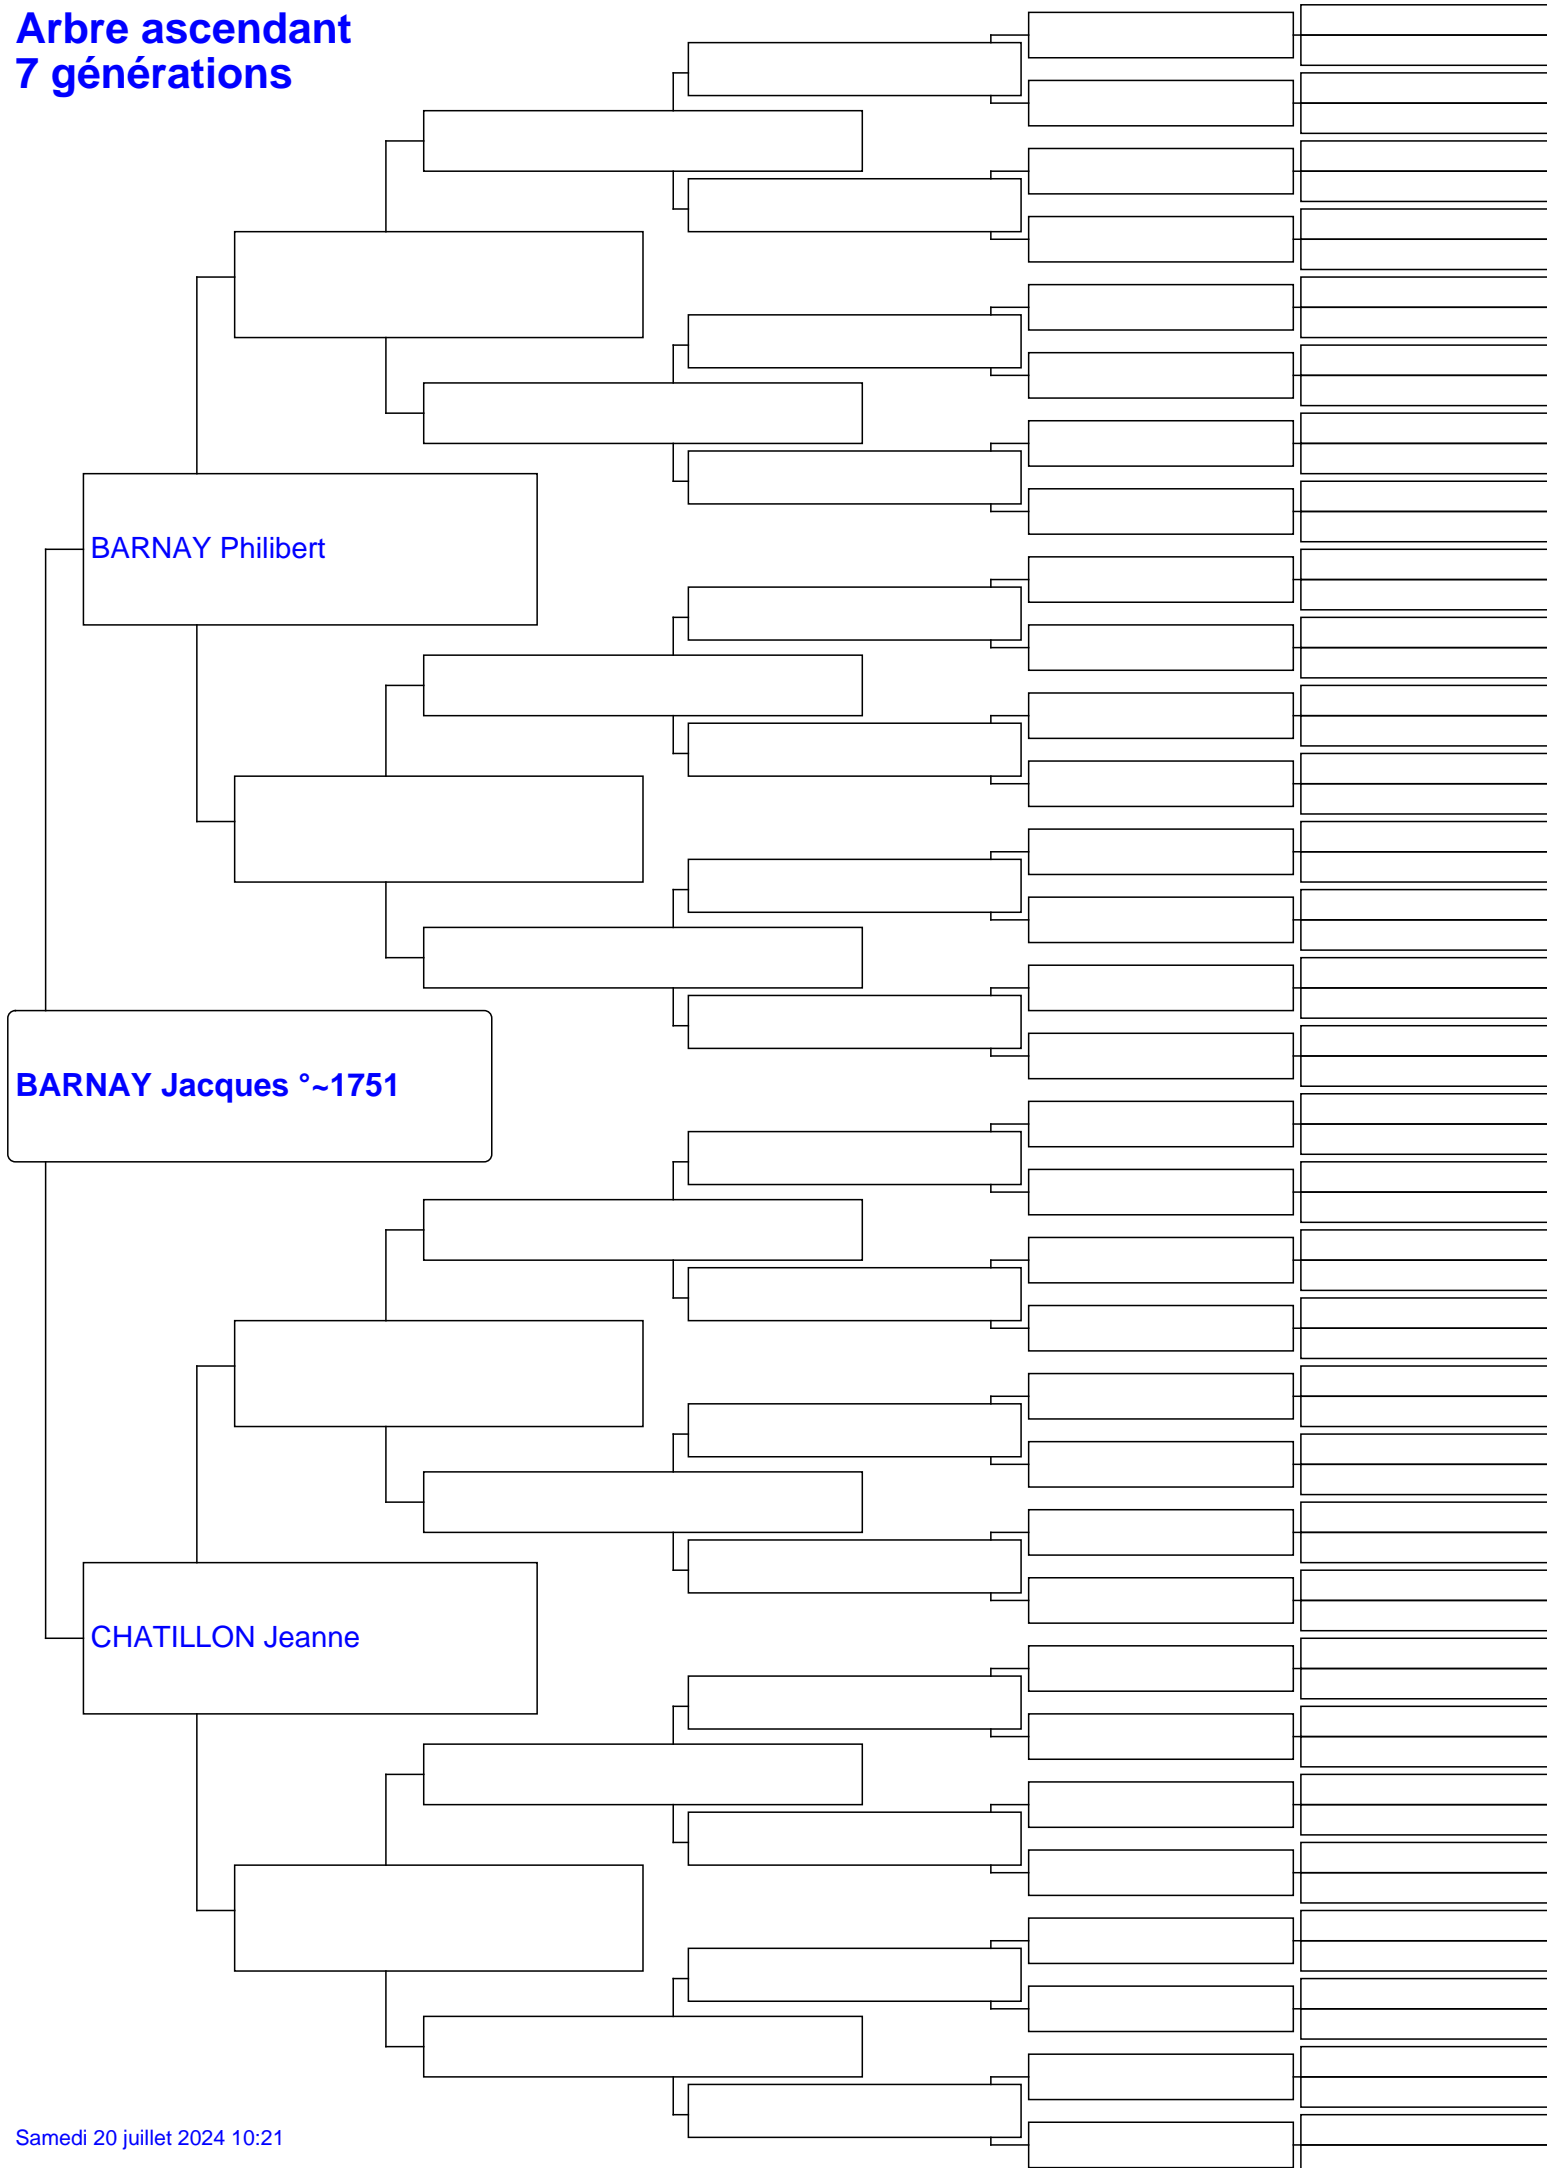 Arbre ascendant
7 générations
BARNAY Philibert
BARNAY Jacques °~1751
CHATILLON Jeanne
Samedi 20 juillet 2024 10:21